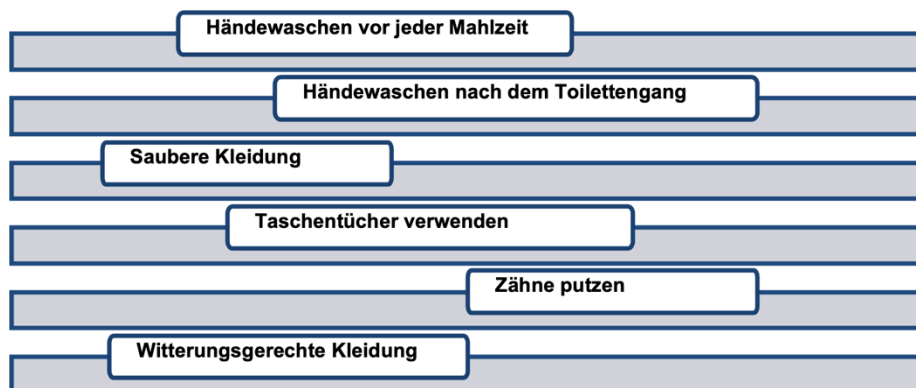 Händewaschen vor jeder Mahlzeit
Händewaschen nach dem Toilettengang
Saubere Kleidung
Taschentücher verwenden
Zähne putzen
Witterungsgerechte Kleidung